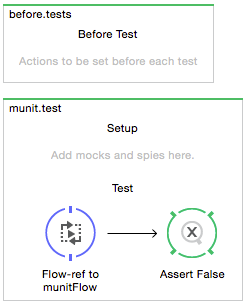 before.tests
Before Test
Actions to be set before each test
munit.test
Setup
Add mocks and spies here.
Test
Flow-ref to
munitFlow
Assert False